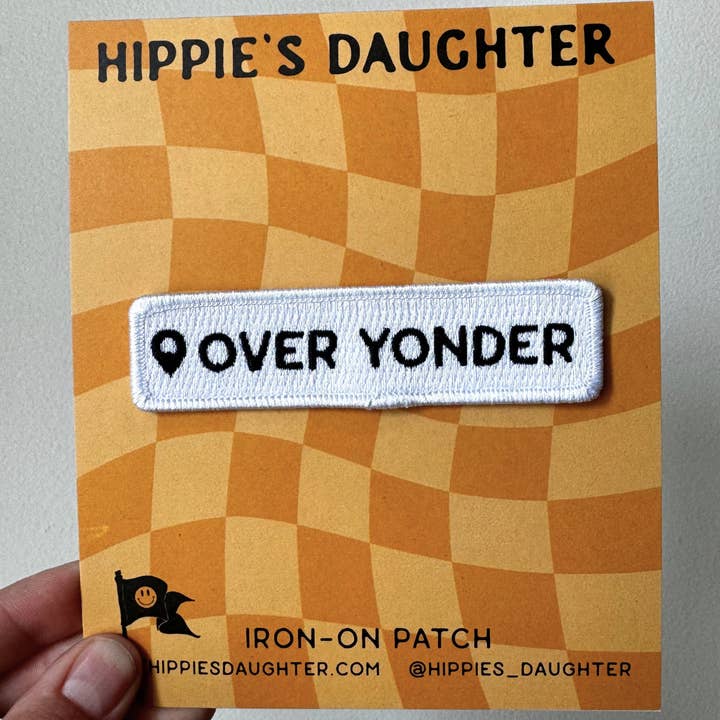 HIPPIE'S DAUGHTER
OVER YONDER
IRON-ON PATCH
HIPPIESDAUGHTER.COM @HIPPIES_DAUGHTER